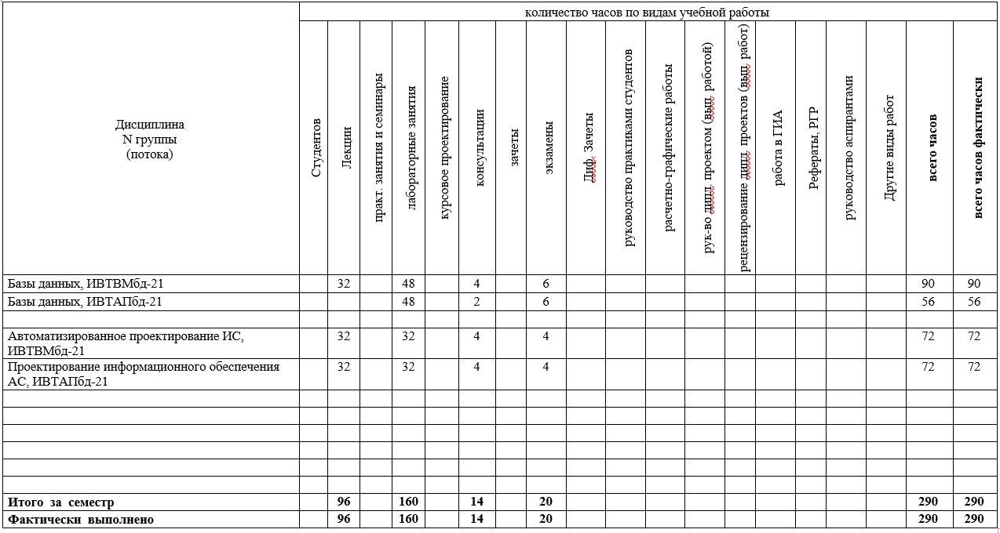 количество часов по видам учебной работы
Дисциплина
N группы
(потока)
Студентов
Лекции
практ. занятия и семинары
лабораторные занятия
курсовое проектирование
консультации
зачеты
экзамены
Диф. Зачеты
руководство практиками студентов
расчетно-графические работы
рук-во дипл. проектом (вып. работой)
рецензирование дипл. проектов (вып. работ)
работа в ГИА
Рефераты, РГР
руководство аспирантами
Другие виды работ
всего часов
всего часов фактически
Базы данных, ИВТВМбд-21 32 48 4 6 90 90
Базы данных, ИВТАПбд-21 48 2 6 56 56
Автоматизированное проектирование ИС, 32 32 4 4 72 72
ИВТВМбд-21
Проектирование информационного обеспечения 32 32 4 4 72 72
АС, ИВТАПбд-21
Итого за семестр 96 160 14 20 290 290
Фактически выполнено 96 160 14 20 290 290